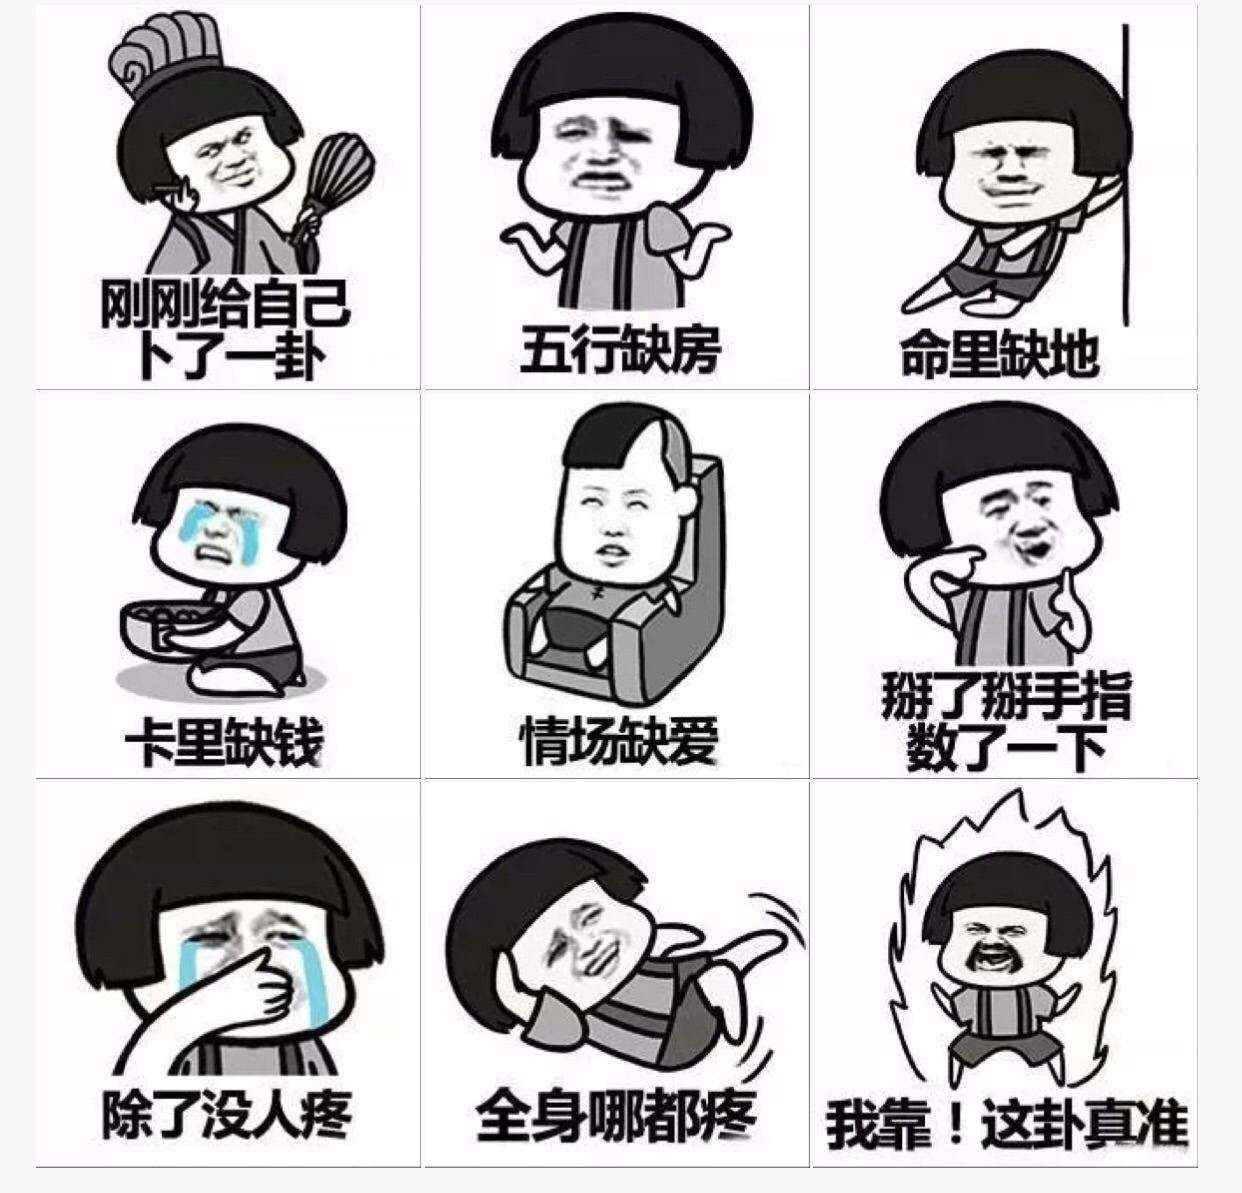 刚刚给自己
卜了一卦
五行缺房
命里缺地
卡里缺钱
情场缺爱
掰了掰手指
数了一下
除了没人疼
全身哪都疼
我靠！这卦真准